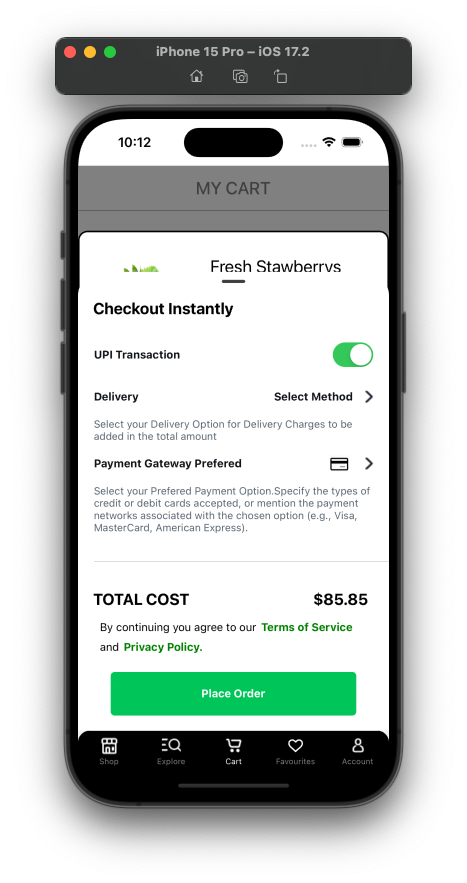 iPhone 15 Pro – iOS 17.2
10:12
MY CART
Fresh Stawberrys
Checkout Instantly
UPI Transaction
Delivery Select Method
Select your Delivery Option for Delivery Charges to be
added in the total amount
Payment Gateway Prefered
Select your Prefered Payment Option.Specify the types of
credit or debit cards accepted, or mention the payment
networks associated with the chosen option (e.g., Visa,
MasterCard, American Express).
TOTAL COST $85.85
By continuing you agree to our Terms of Service
and Privacy Policy.
Place Order
Shop Explore Cart Favourites Account